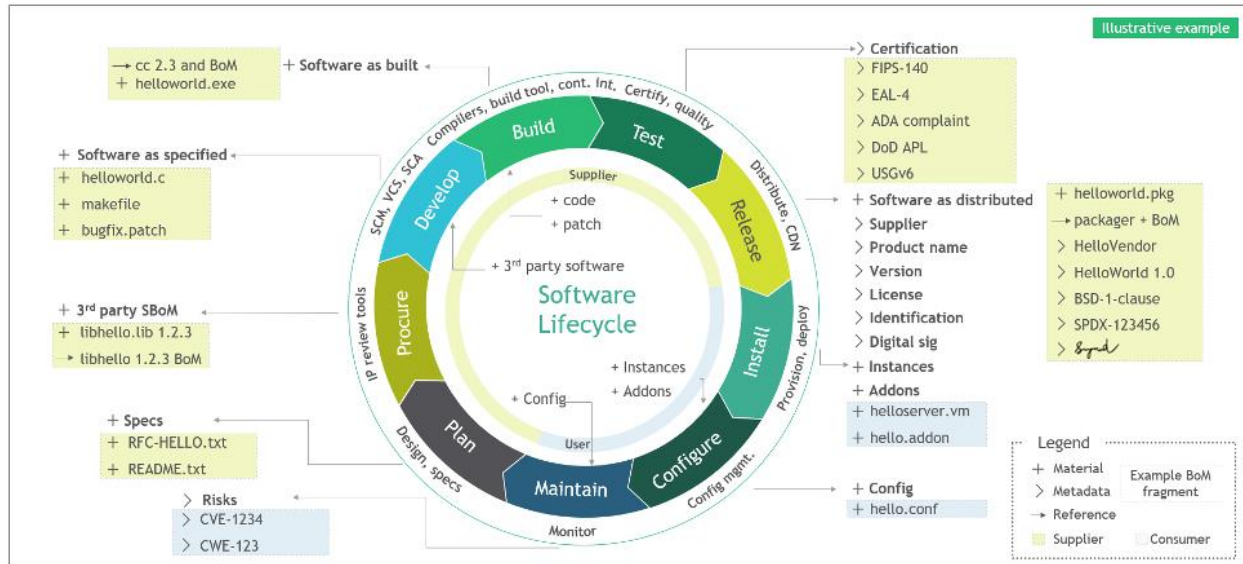 Illustrative example
→ cc 2.3 and BoM
+ helloworld.exe
+ Software as built
+ Software as specified
+ helloworld.c
+ makefile
+ bugfix.patch
+ 3rd party SBoM
+ libhello.lib 1.2.3
→ libhello 1.2.3 BoM
+ Specs
+ RFC-HELLO.txt
+ README.txt
> Risks
> CVE-1234
> CWE-123
Compilers, build tool, cont. int.
Certify, quality
Distribute, CDN
Provision, deploy
Config mgmt.
Monitor
Design, specs
IP review tools
SCM, VCS, SCA
Build
Test
Release
Install
Configure
Maintain
Plan
Procure
Develop
Supplier
+ code
+ patch
+ 3rd party software
Software
Lifecycle
+ Instances
+ Addons
+ Config
User
> Certification
> FIPS-140
> EAL-4
> ADA complaint
> DoD APL
> USGv6
+ Software as distributed
> Supplier
> Product name
> Version
> License
> Identification
> Digital sig
+ Instances
+ Addons
+ helloserver.vm
+ hello.addon
+ Config
+ hello.conf
+ helloworld.pkg
→ packager + BoM
> HelloVendor
> HelloWorld 1.0
> BSD-1-clause
> SPDX-123456
>
Legend
+ Material
> Metadata
→ Reference
Supplier
Example BoM
fragment
Consumer